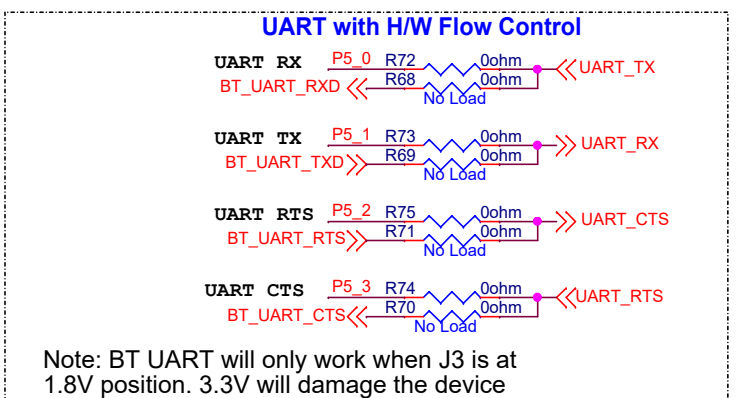 UART with H/W Flow Control
UART RX P5_0 R72 0ohm UART_TX
BT_UART_RXD R68 0ohm
No Load
UART TX P5_1 R73 0ohm UART_RX
BT_UART_TXD R69 0ohm
No Load
UART RTS P5_2 R75 0ohm UART_CTS
BT_UART_RTS R71 0ohm
No Load
UART CTS P5_3 R74 0ohm UART_RTS
BT_UART_CTS R70 0ohm
No Load
Note: BT UART will only work when J3 is at
1.8V position. 3.3V will damage the device